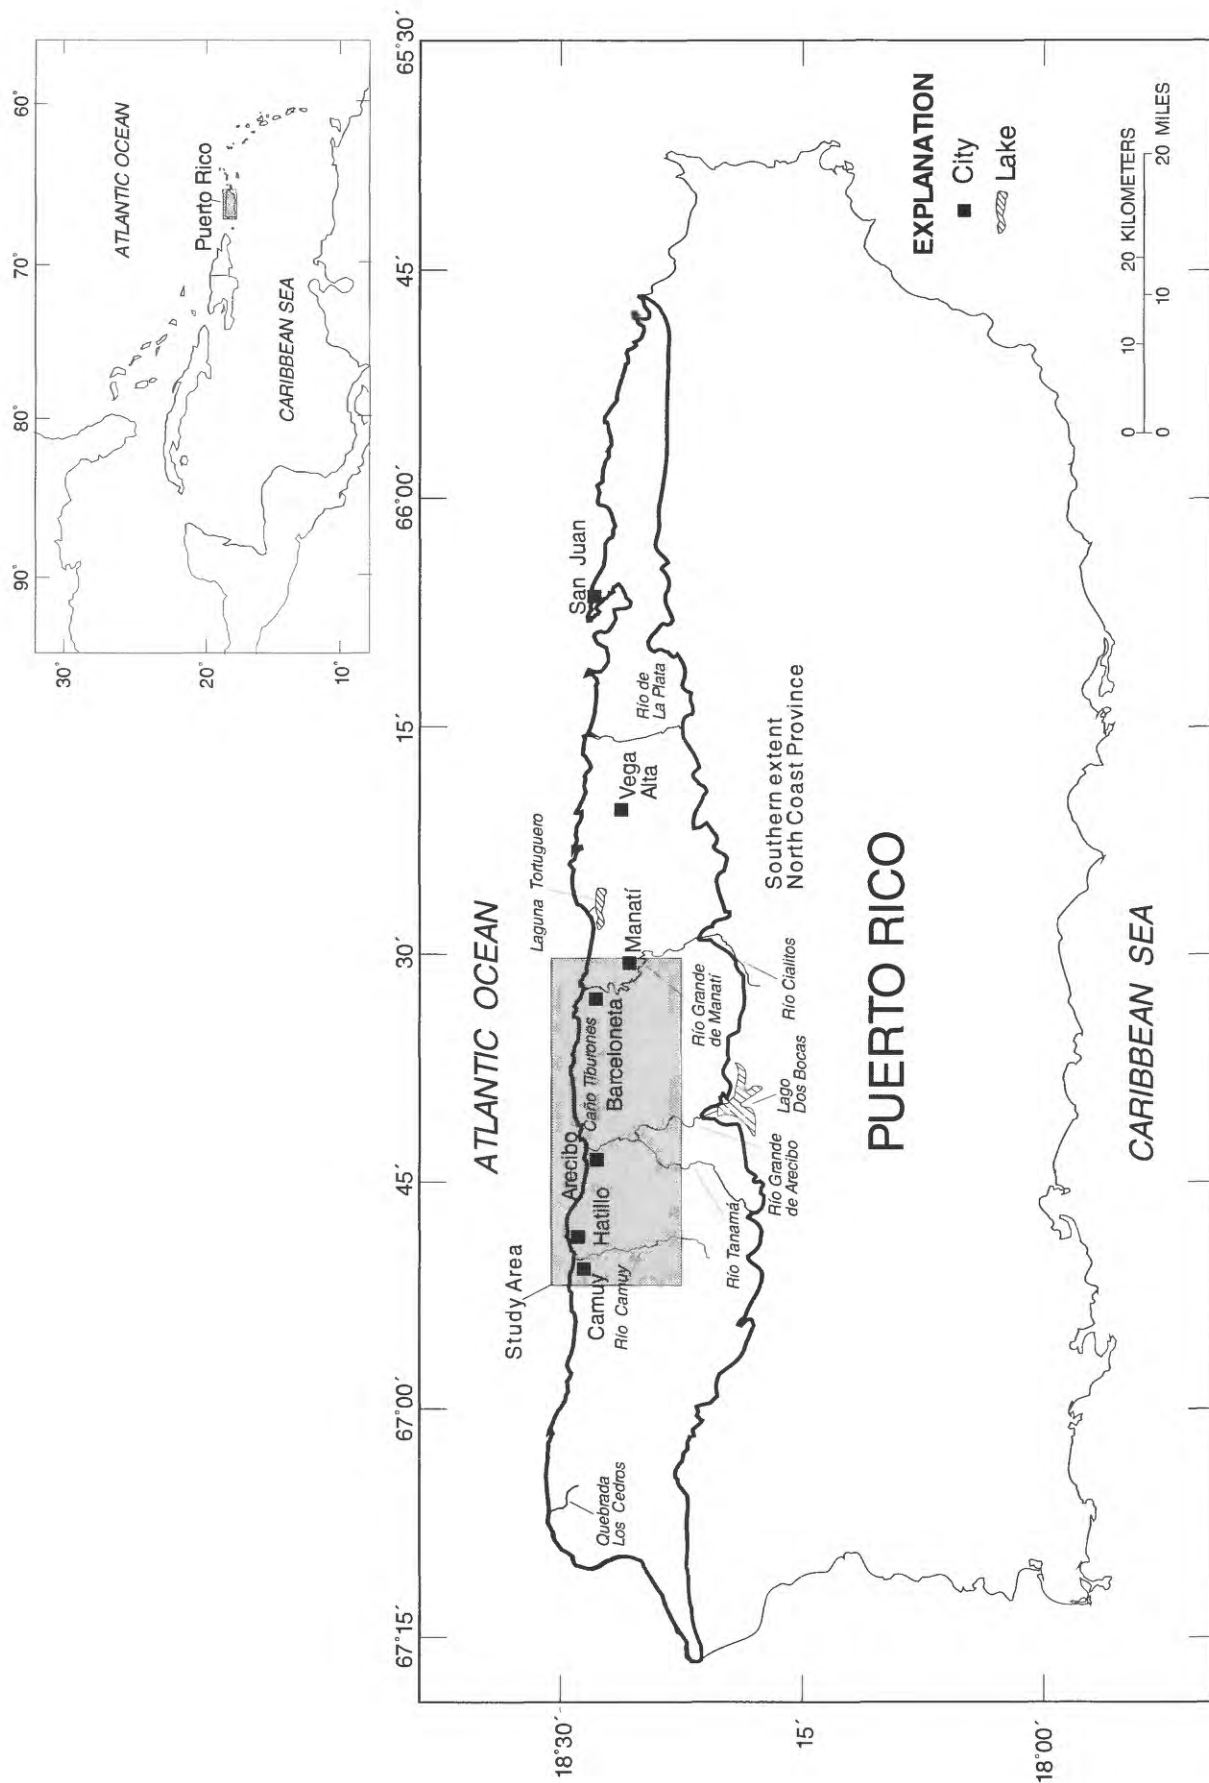 90°
80°
70°
60°
30°
20°
10°
ATLANTIC OCEAN
Puerto Rico
CARIBBEAN SEA
67°15´
67°00´
45´
30´
15´
66°00´
45´
65°30´
18°30´
15´
18°00´
ATLANTIC OCEAN
Study Area
Laguna Tortuguero
San Juan
Quebrada
Los Cedros
Camuy
Río Camuy
Hatillo
Arecibo
Caño Tiburones
Barceloneta
Manatí
Vega
Alta
Río de
La Plata
Río Tanamá
Río Grande
de Arecibo
Lago
Dos Bocas
Río Grande
de Manatí
Río Cialitos
Southern extent
North Coast Province
PUERTO RICO
CARIBBEAN SEA
EXPLANATION
City
Lake
0 10 20 KILOMETERS
0 10 20 MILES